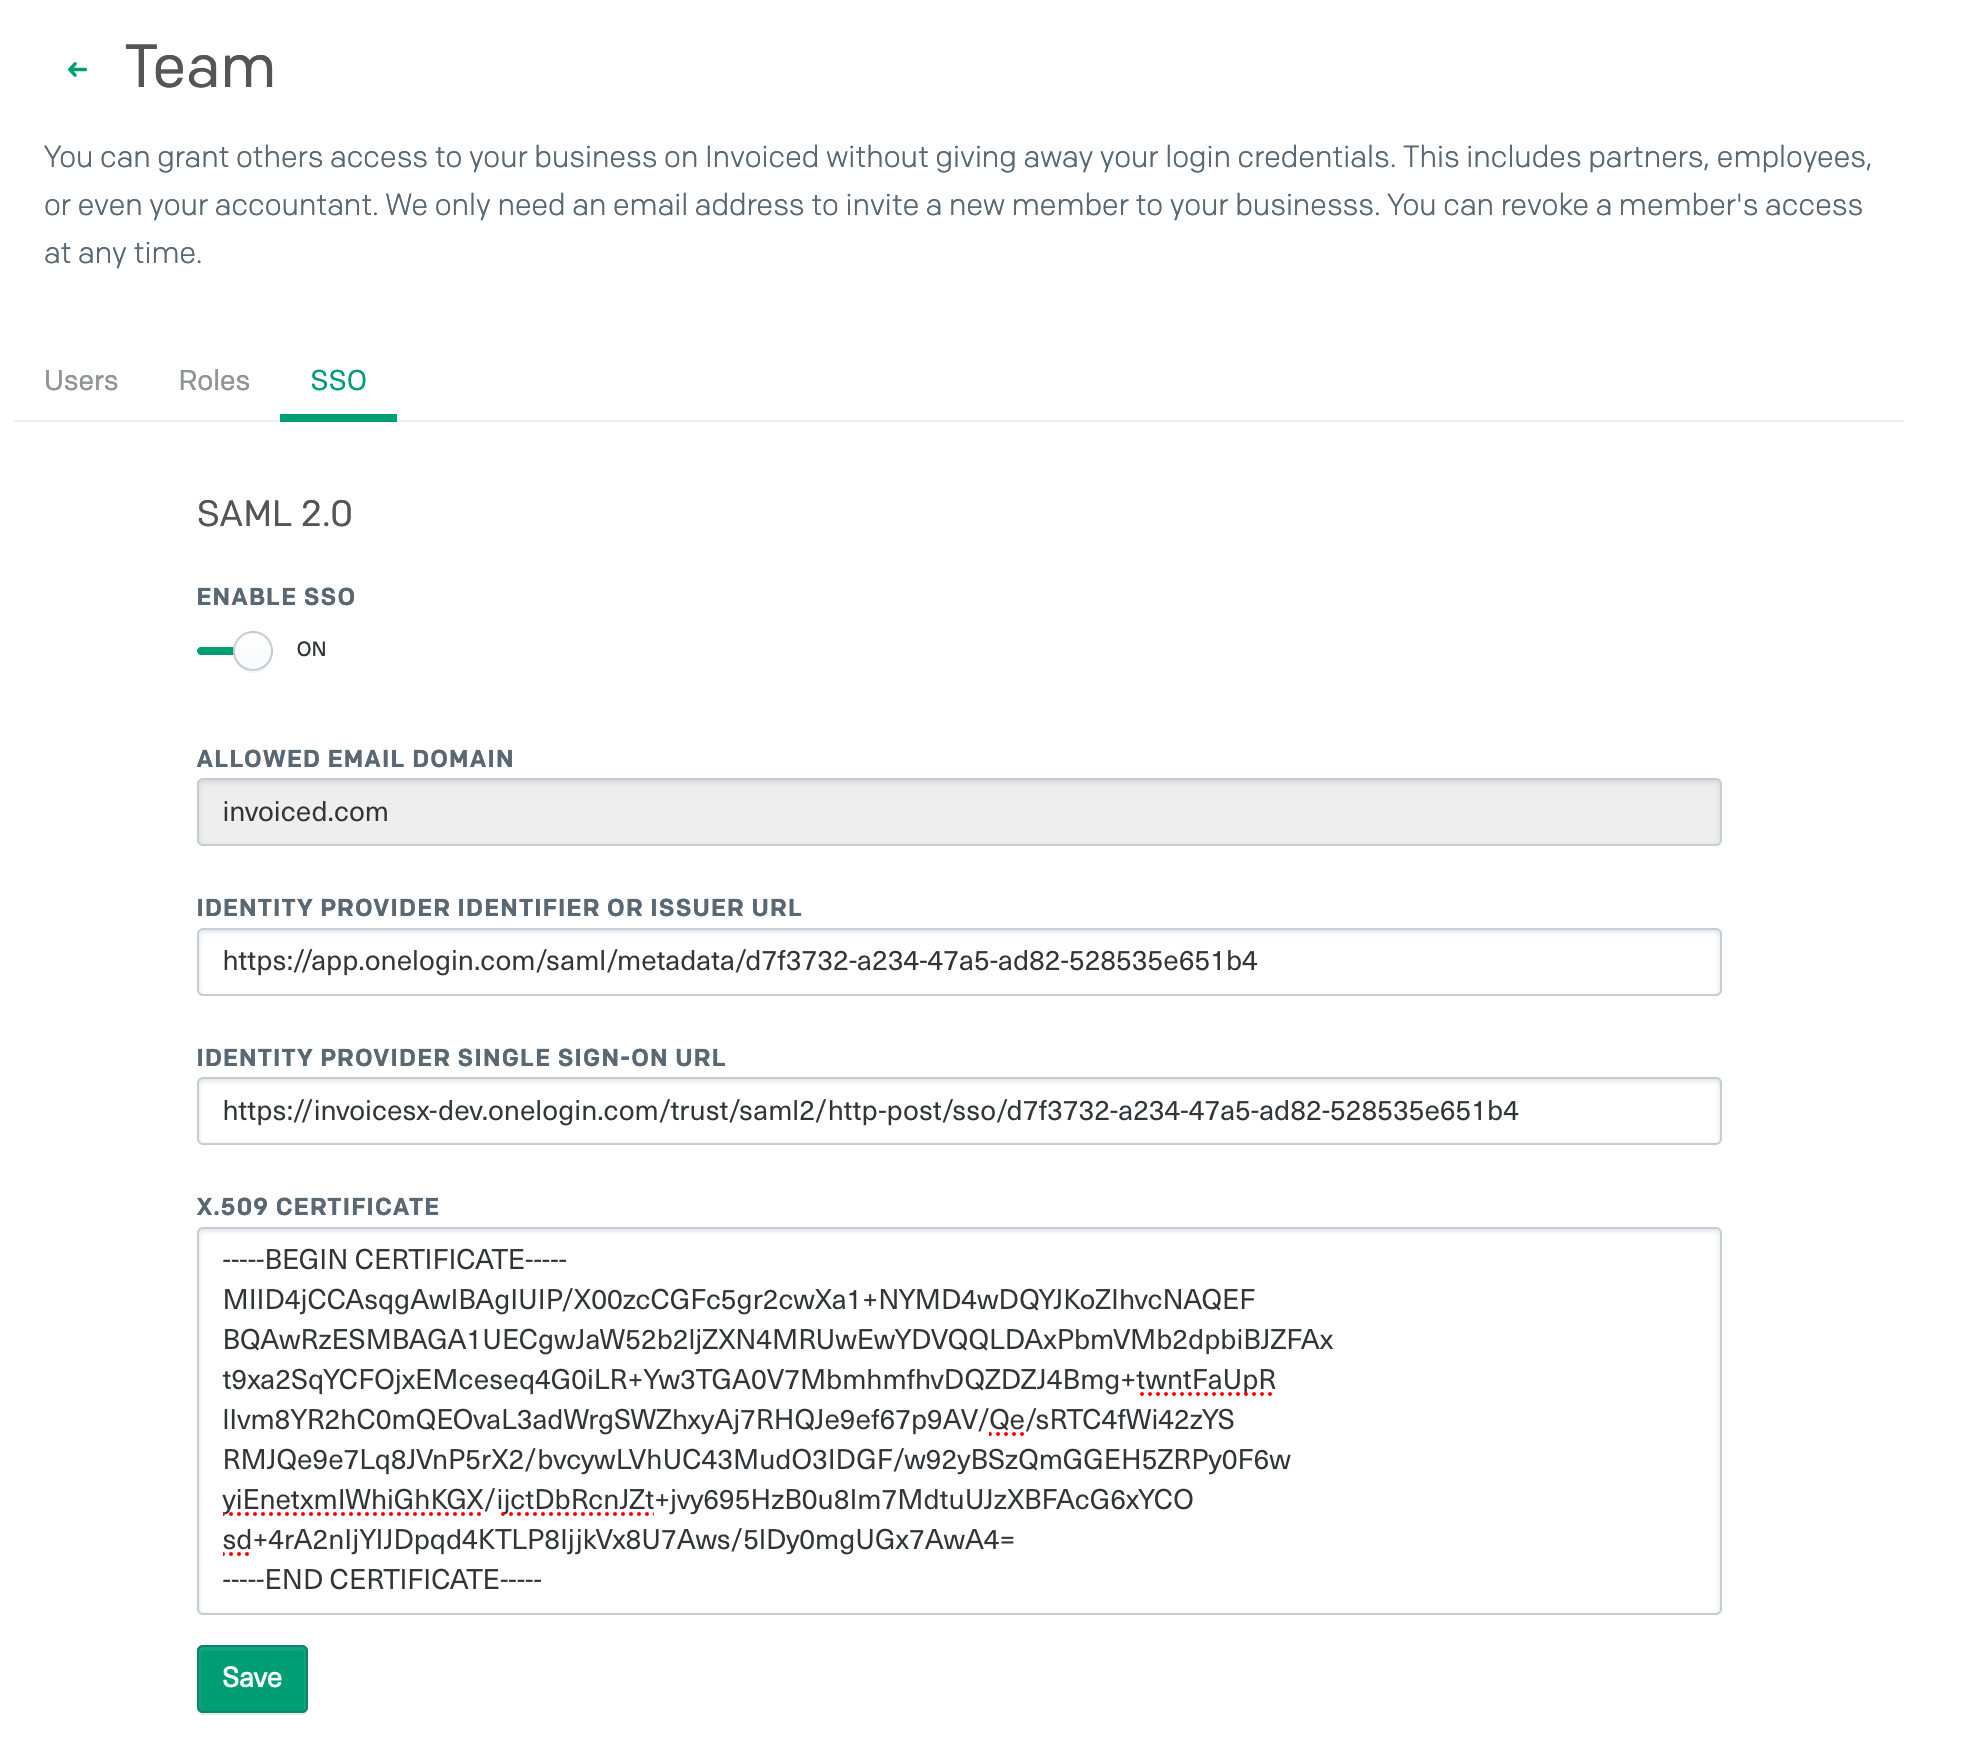 Team
You can grant others access to your business on Invoiced without giving away your login credentials. This includes partners, employees,
or even your accountant. We only need an email address to invite a new member to your businesss. You can revoke a member's access
at any time.
Users Roles SSO
SAML 2.0
ENABLE SSO
ON
ALLOWED EMAIL DOMAIN
invoiced.com
IDENTITY PROVIDER IDENTIFIER OR ISSUER URL
https://app.onelogin.com/saml/metadata/d7f3732-a234-47a5-ad82-528535e651b4
IDENTITY PROVIDER SINGLE SIGN-ON URL
https://invoicesx-dev.onelogin.com/trust/saml2/http-post/sso/d7f3732-a234-47a5-ad82-528535e651b4
X.509 CERTIFICATE
-----BEGIN CERTIFICATE-----
MIID4jCCAsqgAwIBAgIUIP/X00zcCGFc5gr2cwXa1+NYMD4wDQYJKoZIhvcNAQEF
BQAwRzESMBAGA1UECgwJaW52b2ljZXN4MRUwEwYDVQQLDAxPbmVMb2dpbiBJZFAx
t9xa2SqYCFOjxEMceseq4G0iLR+Yw3TGA0V7MbmhmfhvDQZDZJ4Bmg+twntFaUpR
lIvm8YR2hC0mQEOvaL3adWrgSWZhxyAj7RHQJe9ef67p9AV/Qe/sRTC4fWi42zYS
RMJQe9e7Lq8JVnP5rX2/bvcywLVhUC43MudO3IDGF/w92yBSzQmGGEH5ZRPy0F6w
yiEnetxmIWhiGhKGX/ijctDbRcnJZt+jvy695HzB0u8Im7MdtuUJzXBFAcG6xYCO
sd+4rA2nIjYIJDpqd4KTLP8IjjkVx8U7Aws/5lDy0mgUGx7AwA4=
-----END CERTIFICATE-----
Save